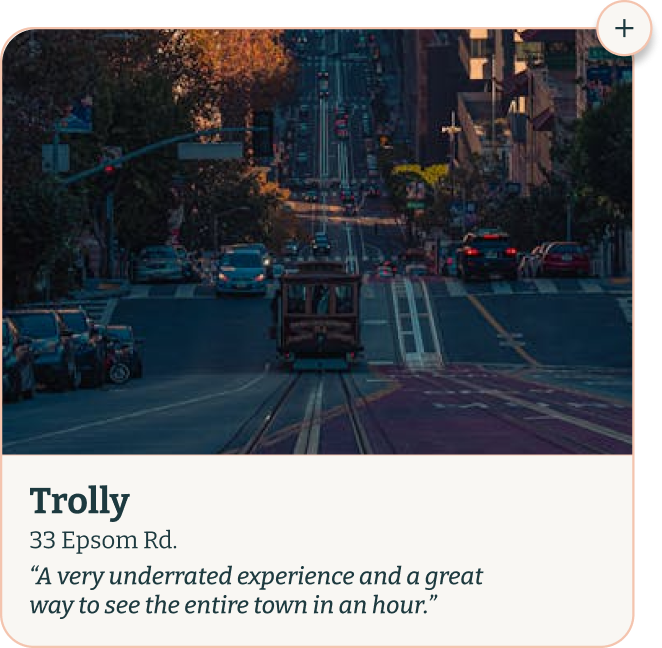 Trolly
33 Epsom Rd.
“A very underrated experience and a great
way to see the entire town in an hour.”